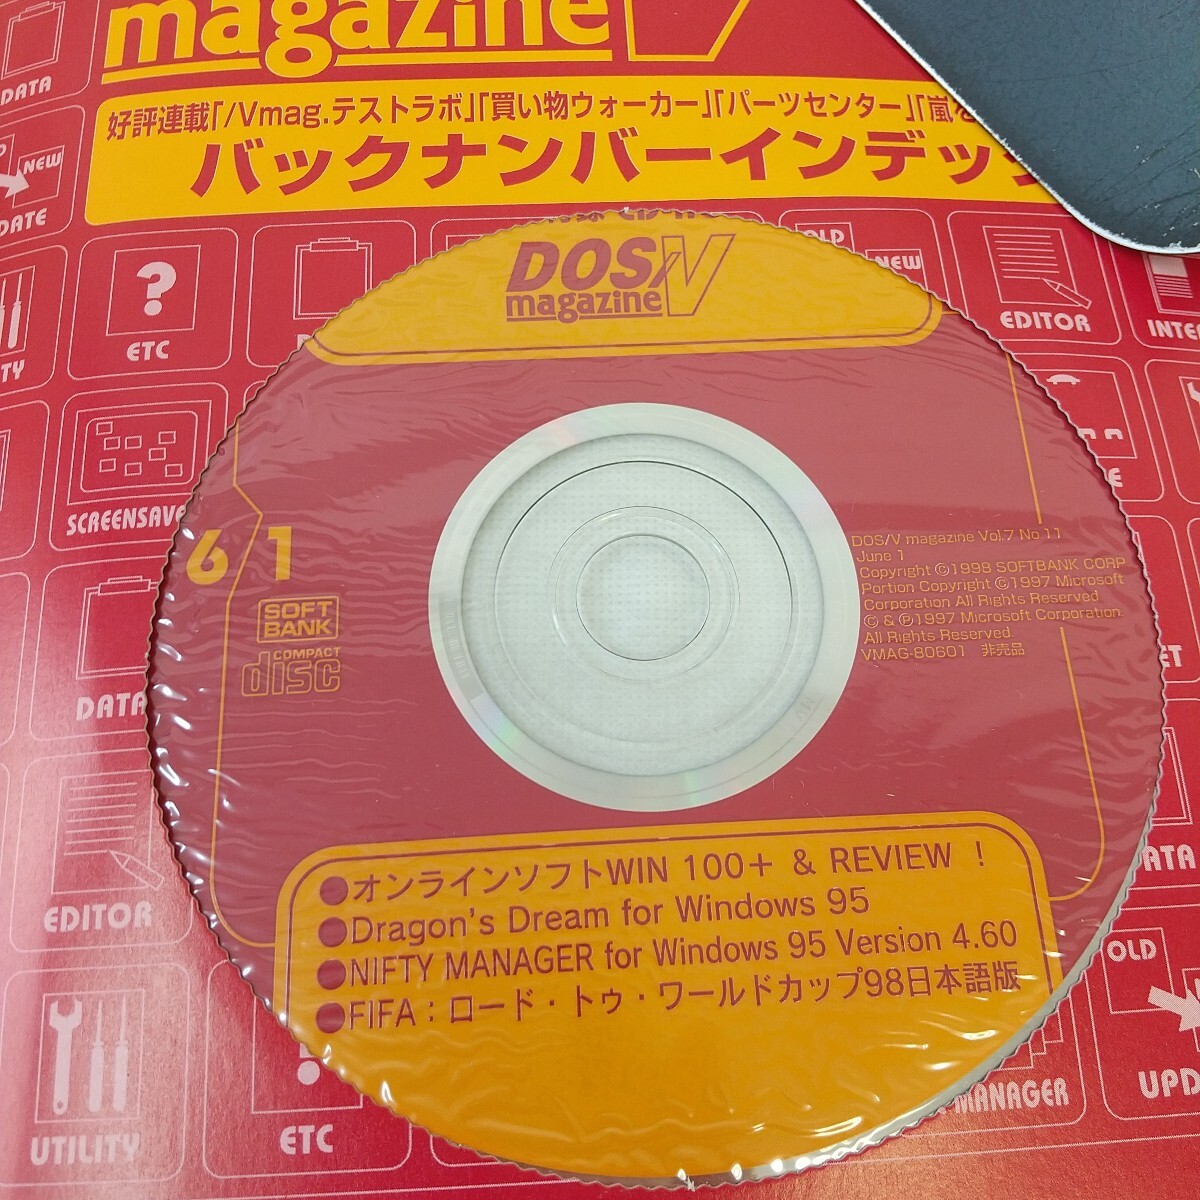 magazine V
好評連載「/Vmag.テストラボ」「買い物ウォーカー」「パーツセンター」「嵐を
バックナンバーインデック
DATA
NEW
DATE
OLD
NEW
ETC
EDITOR
SCREENSAVE
DOS/V
magazine
6 1
SOFT
BANK
COMPACT
disc
DOS/V magazine Vol.7 No 11
June 1
Copyright ©1998 SOFTBANK CORP
Portion Copyright ©1997 Microsoft
Corporation All Rights Reserved.
© & ℗1997 Microsoft Corporation.
All Rights Reserved.
VMAG-80601 非売品
DATA
EDITOR
●オンラインソフトWIN 100+ & REVIEW !
●Dragon's Dream for Windows 95
●NIFTY MANAGER for Windows 95 Version 4.60
●FIFA:ロード・トゥ・ワールドカップ98日本語版
OLD
UTILITY
ETC
MANAGER
UPD